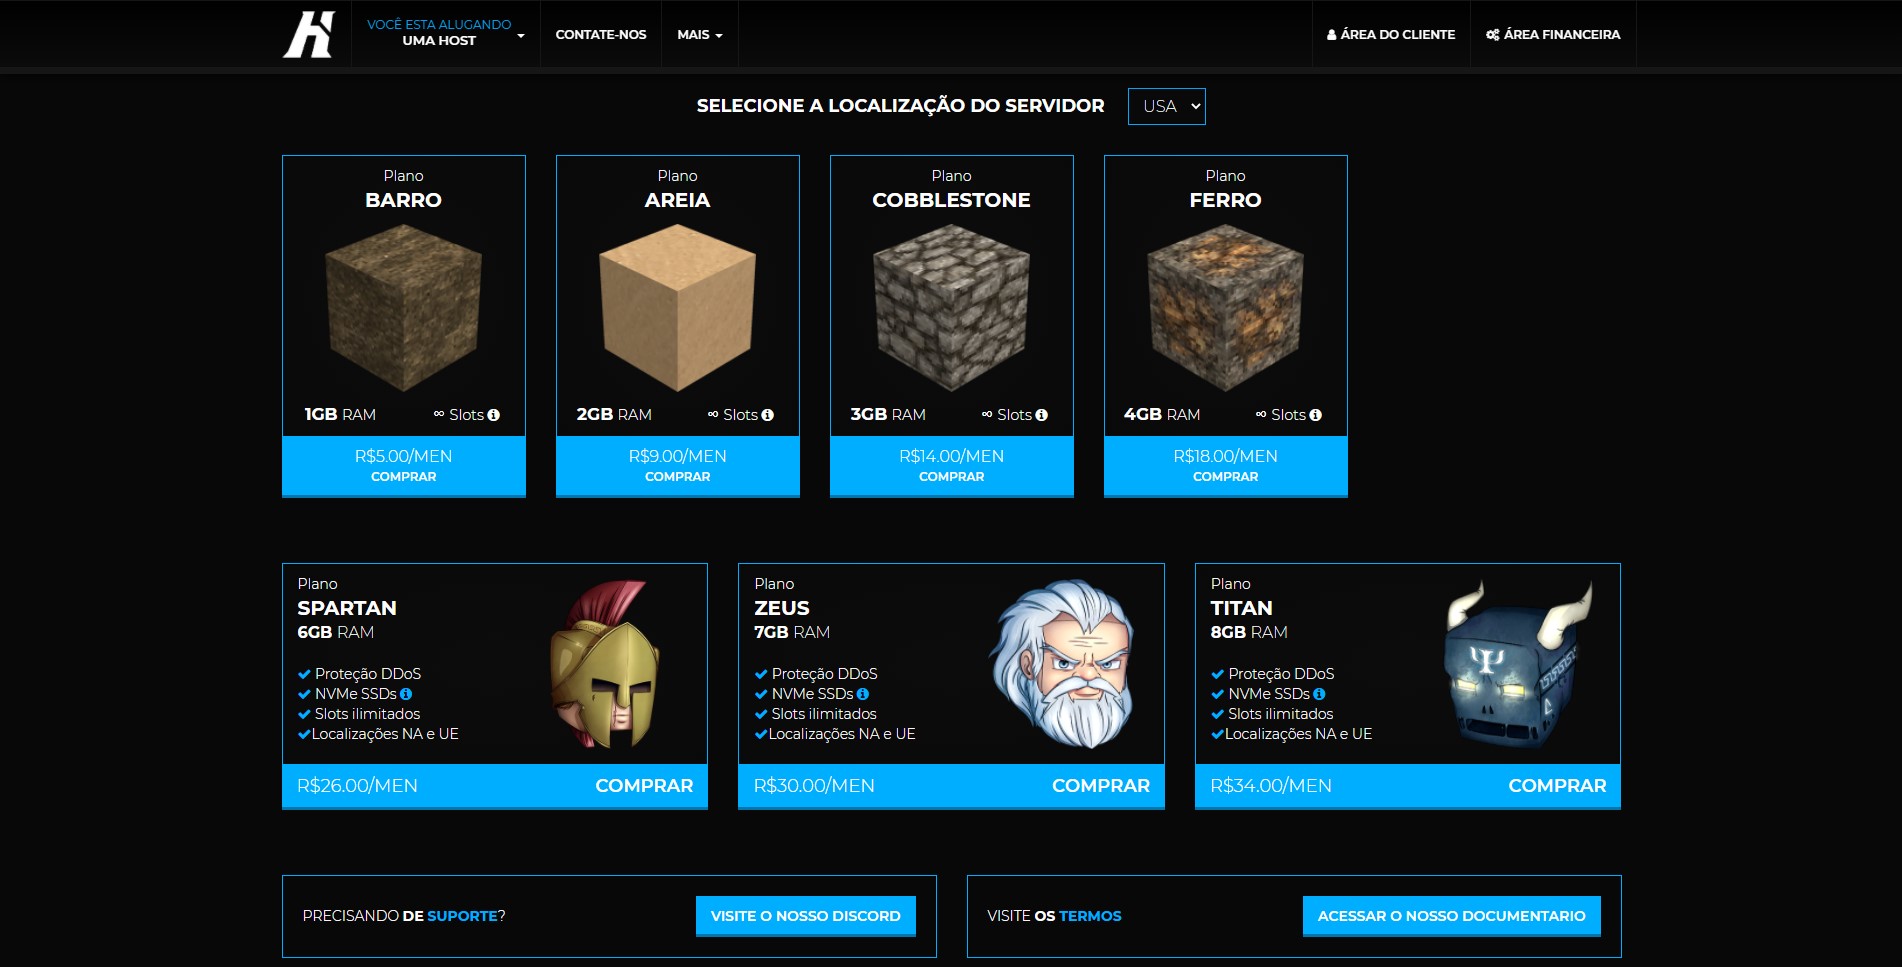 VOCÊ ESTA ALUGANDO
UMA HOST
CONTATE-NOS
MAIS
ÁREA DO CLIENTE
ÁREA FINANCEIRA
SELECIONE A LOCALIZAÇÃO DO SERVIDOR
USA
Plano
BARRO
1GB RAM
∞ Slots
R$5.00/MEN
COMPRAR
Plano
AREIA
2GB RAM
∞ Slots
R$9.00/MEN
COMPRAR
Plano
COBBLESTONE
3GB RAM
∞ Slots
R$14.00/MEN
COMPRAR
Plano
FERRO
4GB RAM
∞ Slots
R$18.00/MEN
COMPRAR
Plano
SPARTAN
6GB RAM
Proteção DDoS
NVMe SSDs
Slots ilimitados
Localizações NA e UE
R$26.00/MEN
COMPRAR
Plano
ZEUS
7GB RAM
Proteção DDoS
NVMe SSDs
Slots ilimitados
Localizações NA e UE
R$30.00/MEN
COMPRAR
Plano
TITAN
8GB RAM
Proteção DDoS
NVMe SSDs
Slots ilimitados
Localizações NA e UE
R$34.00/MEN
COMPRAR
PRECISANDO DE SUPORTE?
VISITE O NOSSO DISCORD
VISITE OS TERMOS
ACESSAR O NOSSO DOCUMENTARIO